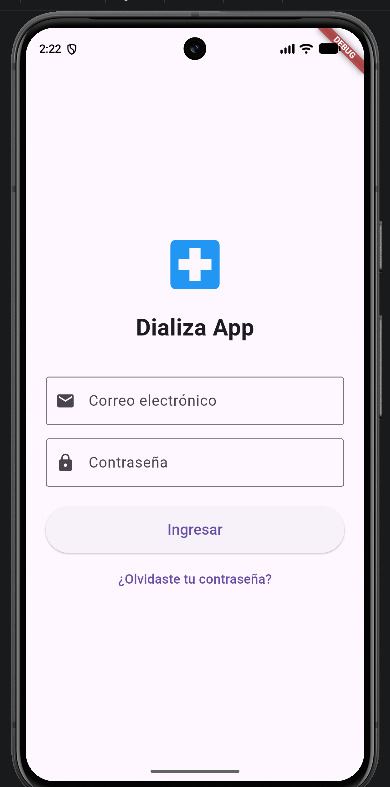 2:22
DEBUG
Dializa App
Correo electrónico
Contraseña
Ingresar
¿Olvidaste tu contraseña?